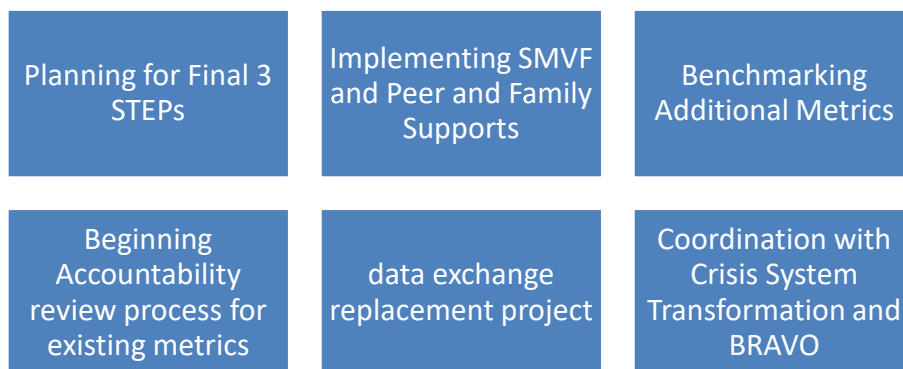 Planning for Final 3
STEPs
Implementing SMVF
and Peer and Family
Supports
Benchmarking
Additional Metrics
Beginning
Accountability
review process for
existing metrics
data exchange
replacement project
Coordination with
Crisis System
Transformation and
BRAVO